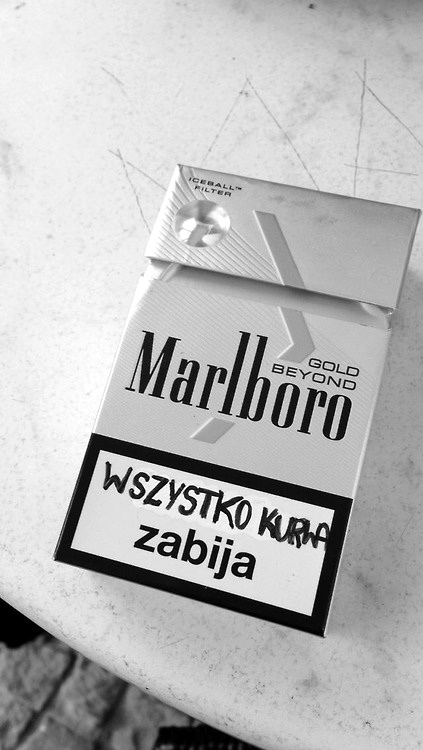 ICEBALL™
FILTER
GOLD
BEYOND
Marlboro
WSZYSTKO KURWA
zabija